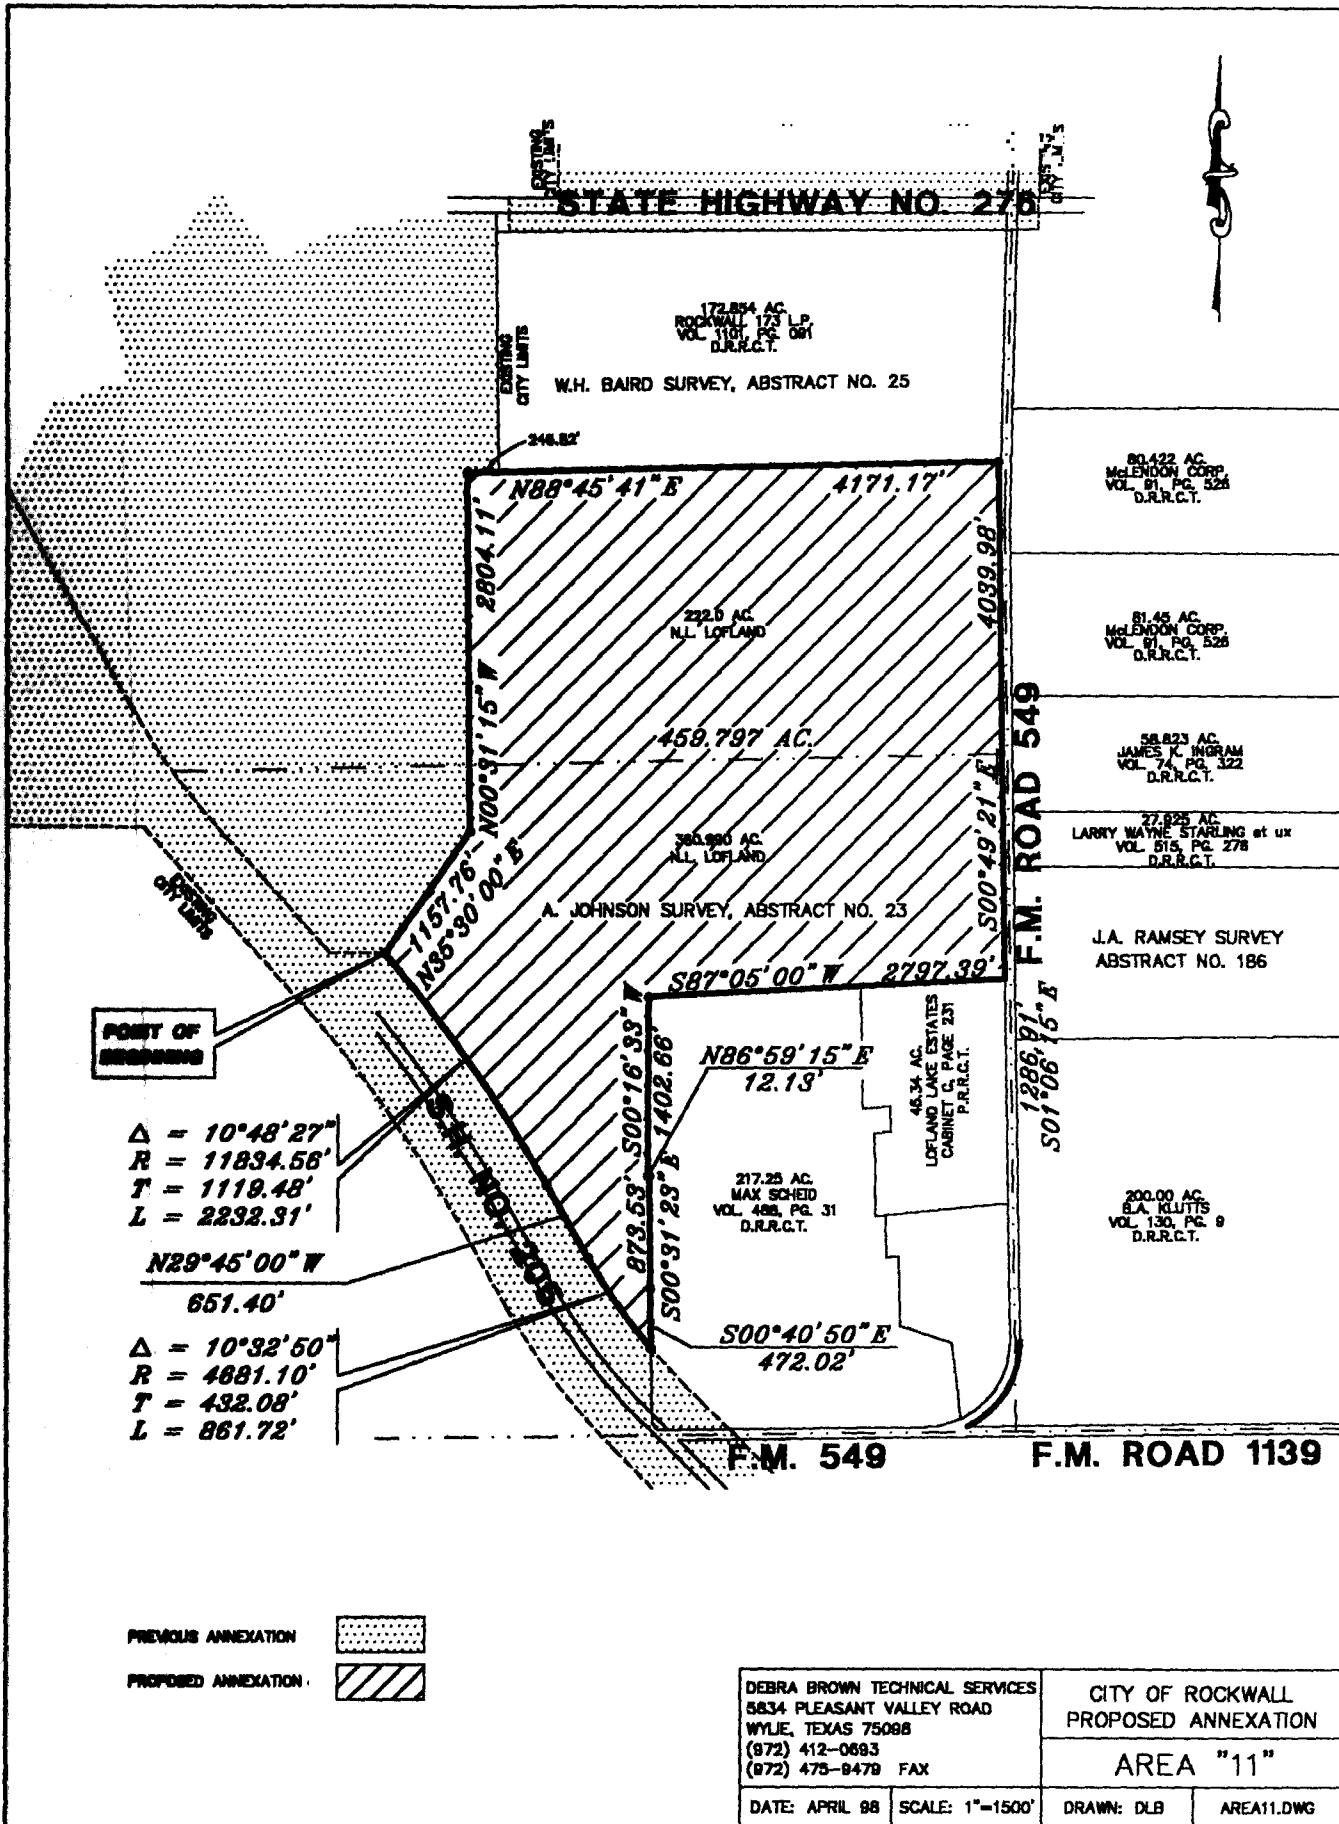 EXISTING
CITY LIMITS
STATE HIGHWAY NO. 276
172.854 AC.
ROCKWALL 173 L.P.
VOL. 1101, PG. 091
D.R.R.C.T.
EXISTING
CITY LIMITS
W.H. BAIRD SURVEY, ABSTRACT NO. 25
246.82'
N88°45'41"E
4171.17'
80.422 AC.
McLENDON CORP.
VOL. 91, PG. 526
D.R.R.C.T.
2804.11'
N00°31'15"W
4039.98'
S00°49'21"E
222.0 AC.
N.L. LOFLAND
81.45 AC.
McLENDON CORP.
VOL. 91, PG. 526
D.R.R.C.T.
F.M. ROAD 549
459.797 AC.
58.823 AC.
JAMES K. INGRAM
VOL. 74, PG. 322
D.R.R.C.T.
27.925 AC.
LARRY WAYNE STARLING et ux
VOL. 515, PG. 278
D.R.R.C.T.
N.L. LOFLAND
EXISTING
CITY LIMITS
1157.76'
N35°30'00"E
A. JOHNSON SURVEY, ABSTRACT NO. 23
J.A. RAMSEY SURVEY
ABSTRACT NO. 186
S87°05'00"W
2797.39'
POINT OF
BEGINNING
S00°16'33"W
1402.66'
N86°59'15"E
12.13'
45.34 AC.
LOFLAND LAKE ESTATES
CABINET C, PAGE 231
P.R.R.C.T.
1286.91'
S01°06'15"E
Δ = 10°48'27"
R = 11834.56'
T = 1119.48'
L = 2232.31'
S.H. NO. 205
873.53'
S00°31'23"E
217.25 AC.
MAX SCHEID
VOL. 488, PG. 31
D.R.R.C.T.
200.00 AC.
B.A. KLUTTS
VOL. 130, PG. 9
D.R.R.C.T.
N29°45'00"W
651.40'
Δ = 10°32'50"
R = 4681.10'
T = 432.08'
L = 861.72'
S00°40'50"E
472.02'
F.M. 549
F.M. ROAD 1139
PREVIOUS ANNEXATION
PROPOSED ANNEXATION
DEBRA BROWN TECHNICAL SERVICES
5834 PLEASANT VALLEY ROAD
WYLIE, TEXAS 75098
(972) 412-0693
(972) 475-9479 FAX
CITY OF ROCKWALL
PROPOSED ANNEXATION
AREA "11"
DATE: APRIL 98
SCALE: 1"=1500'
DRAWN: DLB
AREA11.DWG